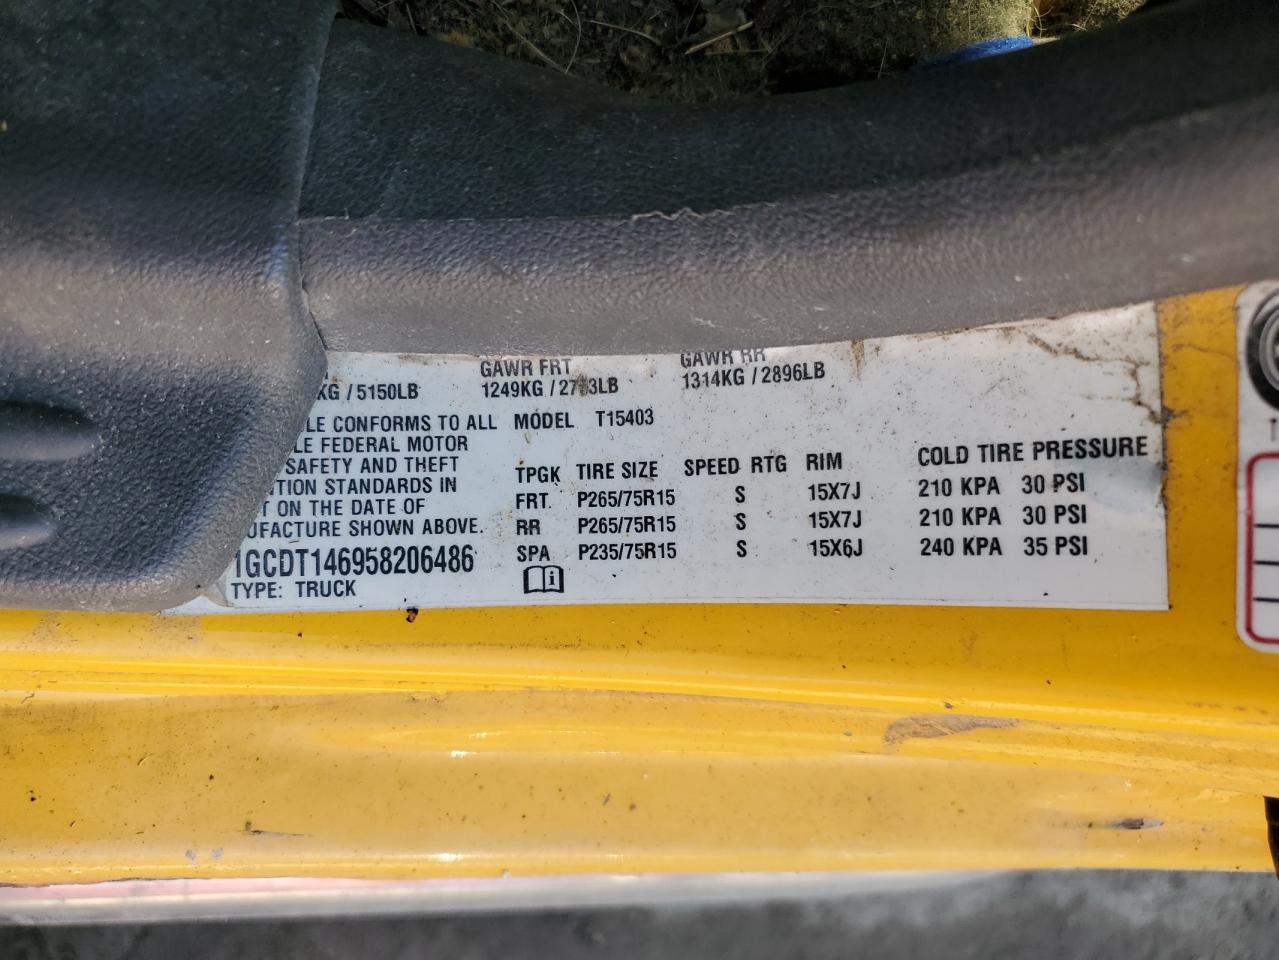 GAWR FRT GAWR RR
KG / 5150LB 1249KG / 27 3LB 1314KG / 2896LB
LE CONFORMS TO ALL MODEL T15403
LE FEDERAL MOTOR
SAFETY AND THEFT
TION STANDARDS IN
T ON THE DATE OF
UFACTURE SHOWN ABOVE.
1GCDT146958206486
TYPE: TRUCK
TPGK TIRE SIZE SPEED RTG RIM COLD TIRE PRESSURE
FRT. P265/75R15 S 15X7J 210 KPA 30 PSI
RR P265/75R15 S 15X7J 210 KPA 30 PSI
SPA P235/75R15 S 15X6J 240 KPA 35 PSI